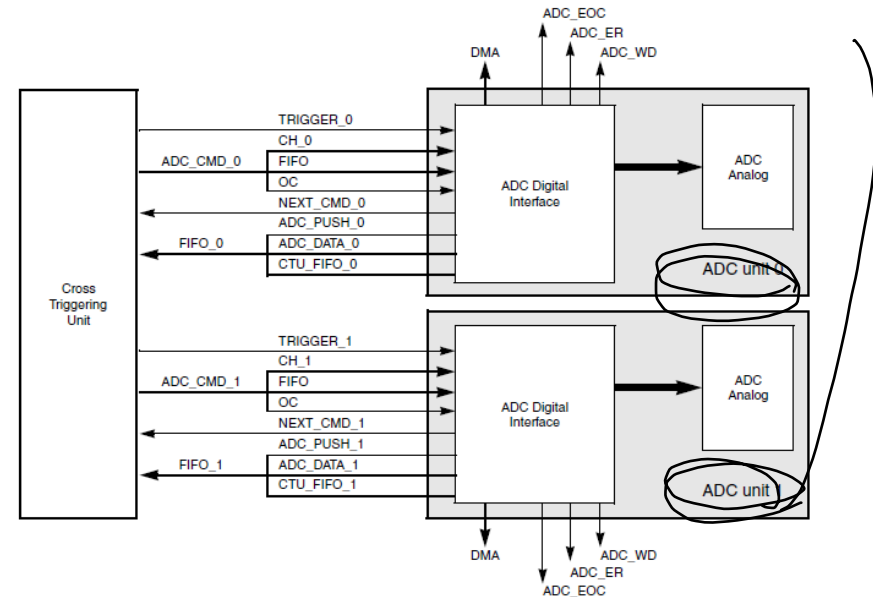 ADC_EOC
ADC_ER
DMA
ADC_WD
TRIGGER_0
CH_0
ADC_CMD_0
FIFO
OC
NEXT_CMD_0
ADC_PUSH_0
FIFO_0
ADC_DATA_0
CTU_FIFO_0
ADC Digital
Interface
ADC
Analog
ADC unit 0
Cross
Triggering
Unit
TRIGGER_1
CH_1
ADC_CMD_1
FIFO
OC
NEXT_CMD_1
ADC_PUSH_1
FIFO_1
ADC_DATA_1
CTU_FIFO_1
ADC Digital
Interface
ADC
Analog
ADC unit 1
DMA
ADC_WD
ADC_ER
ADC_EOC